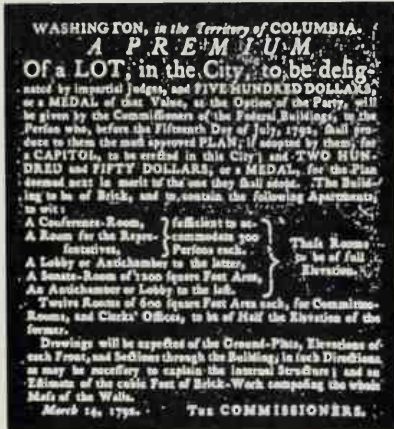 WASHINGTON, in the Territory of COLUMBIA.
A PREMIUM,
Of a LOT, in the City, to be desig-
nated by impartial Judges, and FIVE HUNDRED DOLLARS,
or a MEDAL of that Value, at the Option of the Party, will
be given by the Commissioners of the Federal Buildings, to the
Person who, before the Fifteenth Day of July, 1792, shall pro-
duce to them the most approved PLAN, if adopted by them, for
a CAPITOL, to be erected in this City; and TWO HUN-
DRED and FIFTY DOLLARS, or a MEDAL, for the Plan
deemed next in merit to the one they shall adopt. The Build-
ing to be of Brick, and to contain the following Apartments,
to wit:
A Conference-Room, } sufficient to ac-
A Room for the Repre- } commodate 300
sentatives, } Persons each. } These Rooms
A Lobby or Antichamber to the latter, } to be of full
A Senate-Room of 1200 square Feet Area, } Elevation.
An Antichamber or Lobby to the last.
Twelve Rooms of 600 square Feet Area each, for Committee-
Rooms, and Clerks' Offices, to be of Half the Elevation of the
former.
Drawings will be expected of the Ground-Plats, Elevations of
each Front, and Sections through the Building, in such Directions
as may be necessary to explain the internal Structure; and an
Estimate of the cubic Feet of Brick-Work composing the whole
Mass of the Walls.
March 14, 1792. THE COMMISSIONERS.